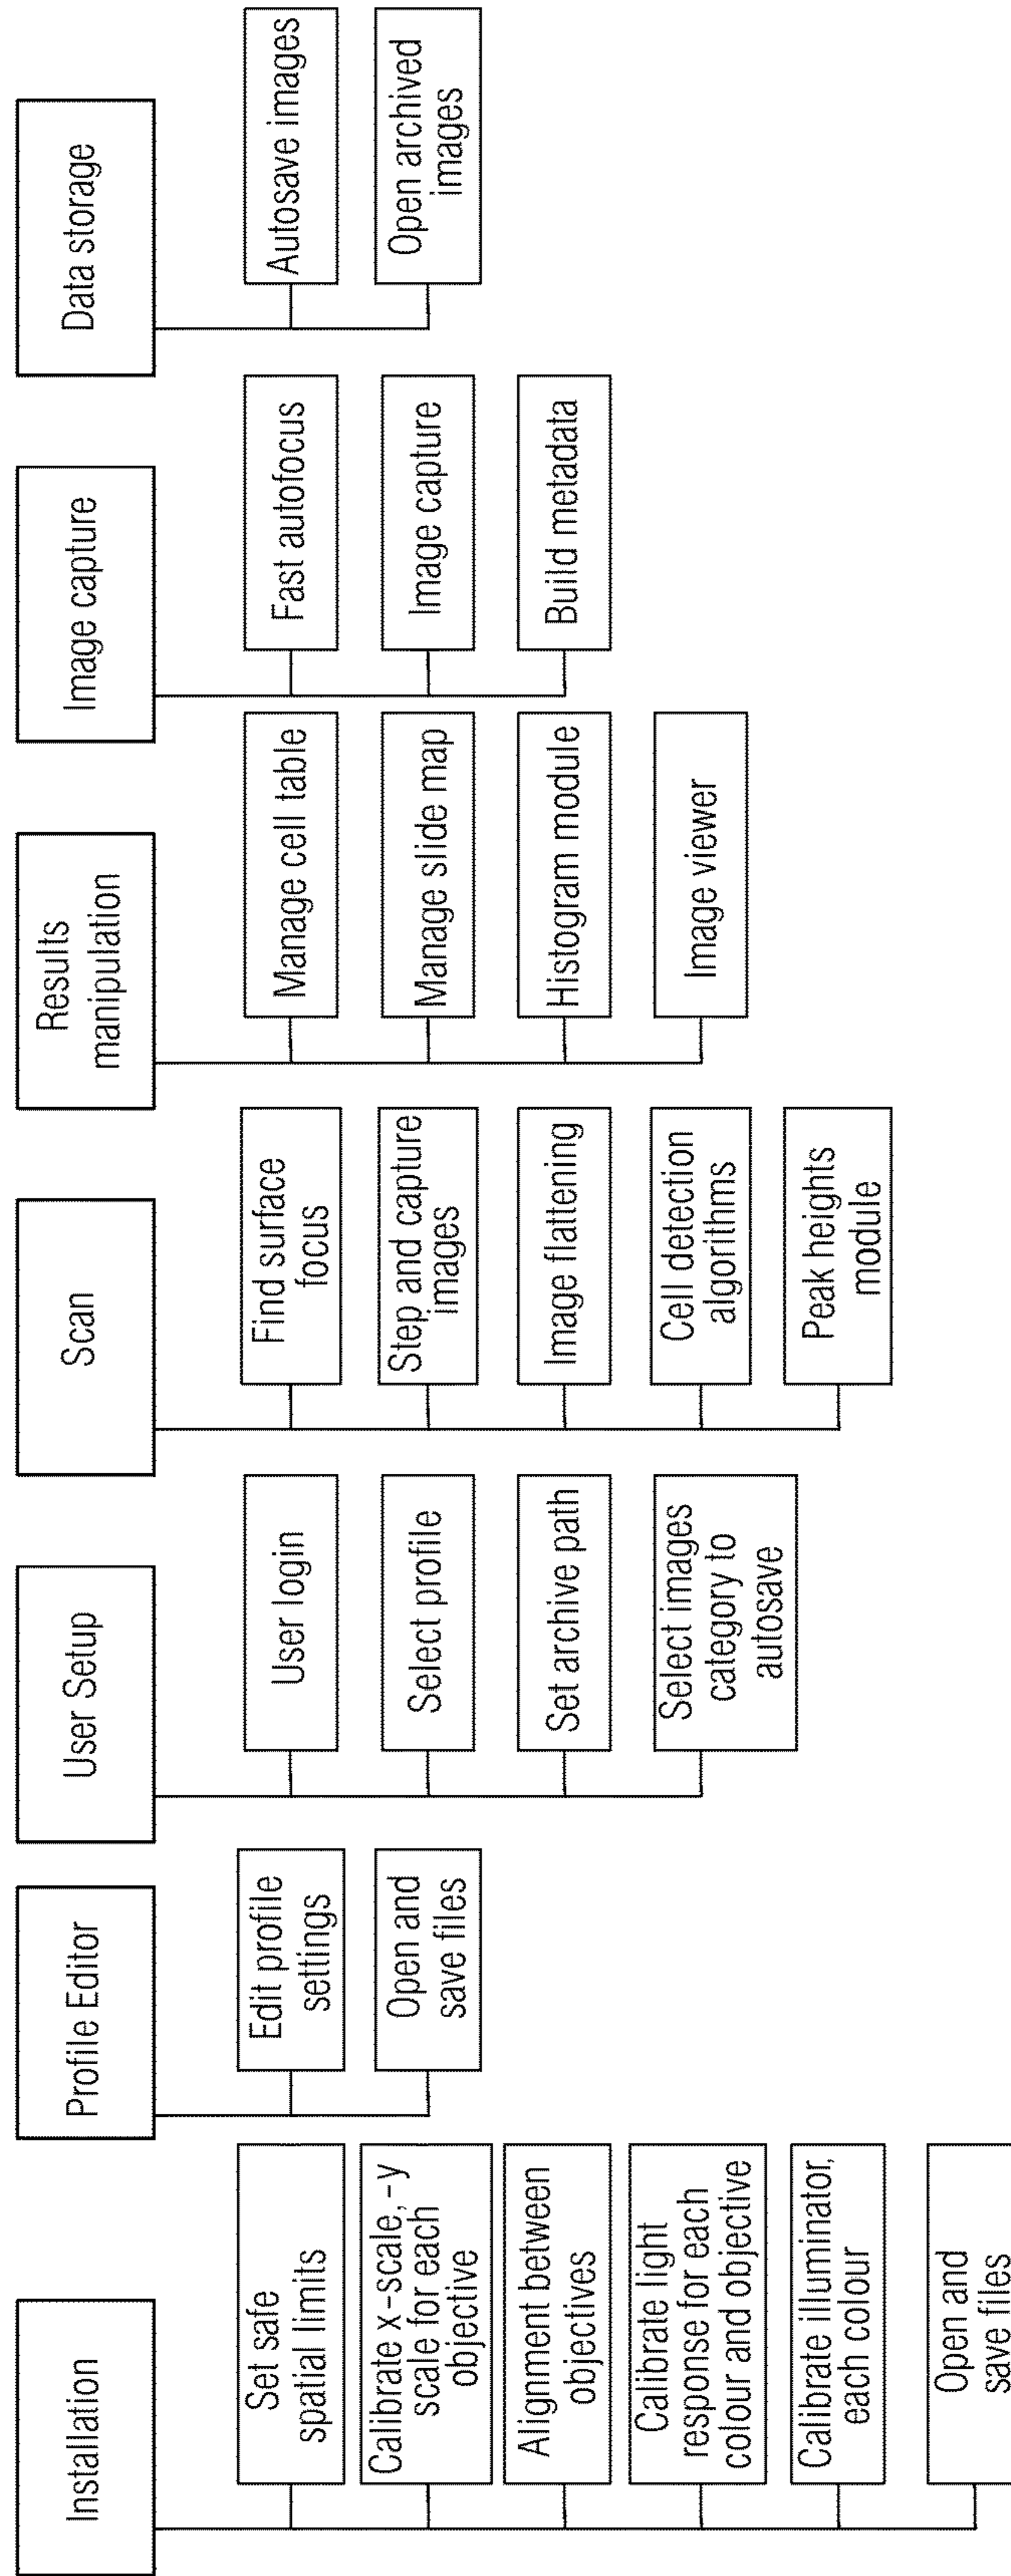 Installation
Set safe
spatial limits
Calibrate x-scale, -y
scale for each
objective
Alignment between
objectives
Calibrate light
response for each
colour and objective
Calibrate illuminator,
each colour
Open and
save files
Profile Editor
Edit profile
settings
Open and
save files
User Setup
User login
Select profile
Set archive path
Select images
category to
autosave
Scan
Find surface
focus
Step and capture
images
Image flattening
Cell detection
algorithms
Peak heights
module
Results
manipulation
Manage cell table
Manage slide map
Histogram module
Image viewer
Image capture
Fast autofocus
Image capture
Build metadata
Data storage
Autosave images
Open archived
images